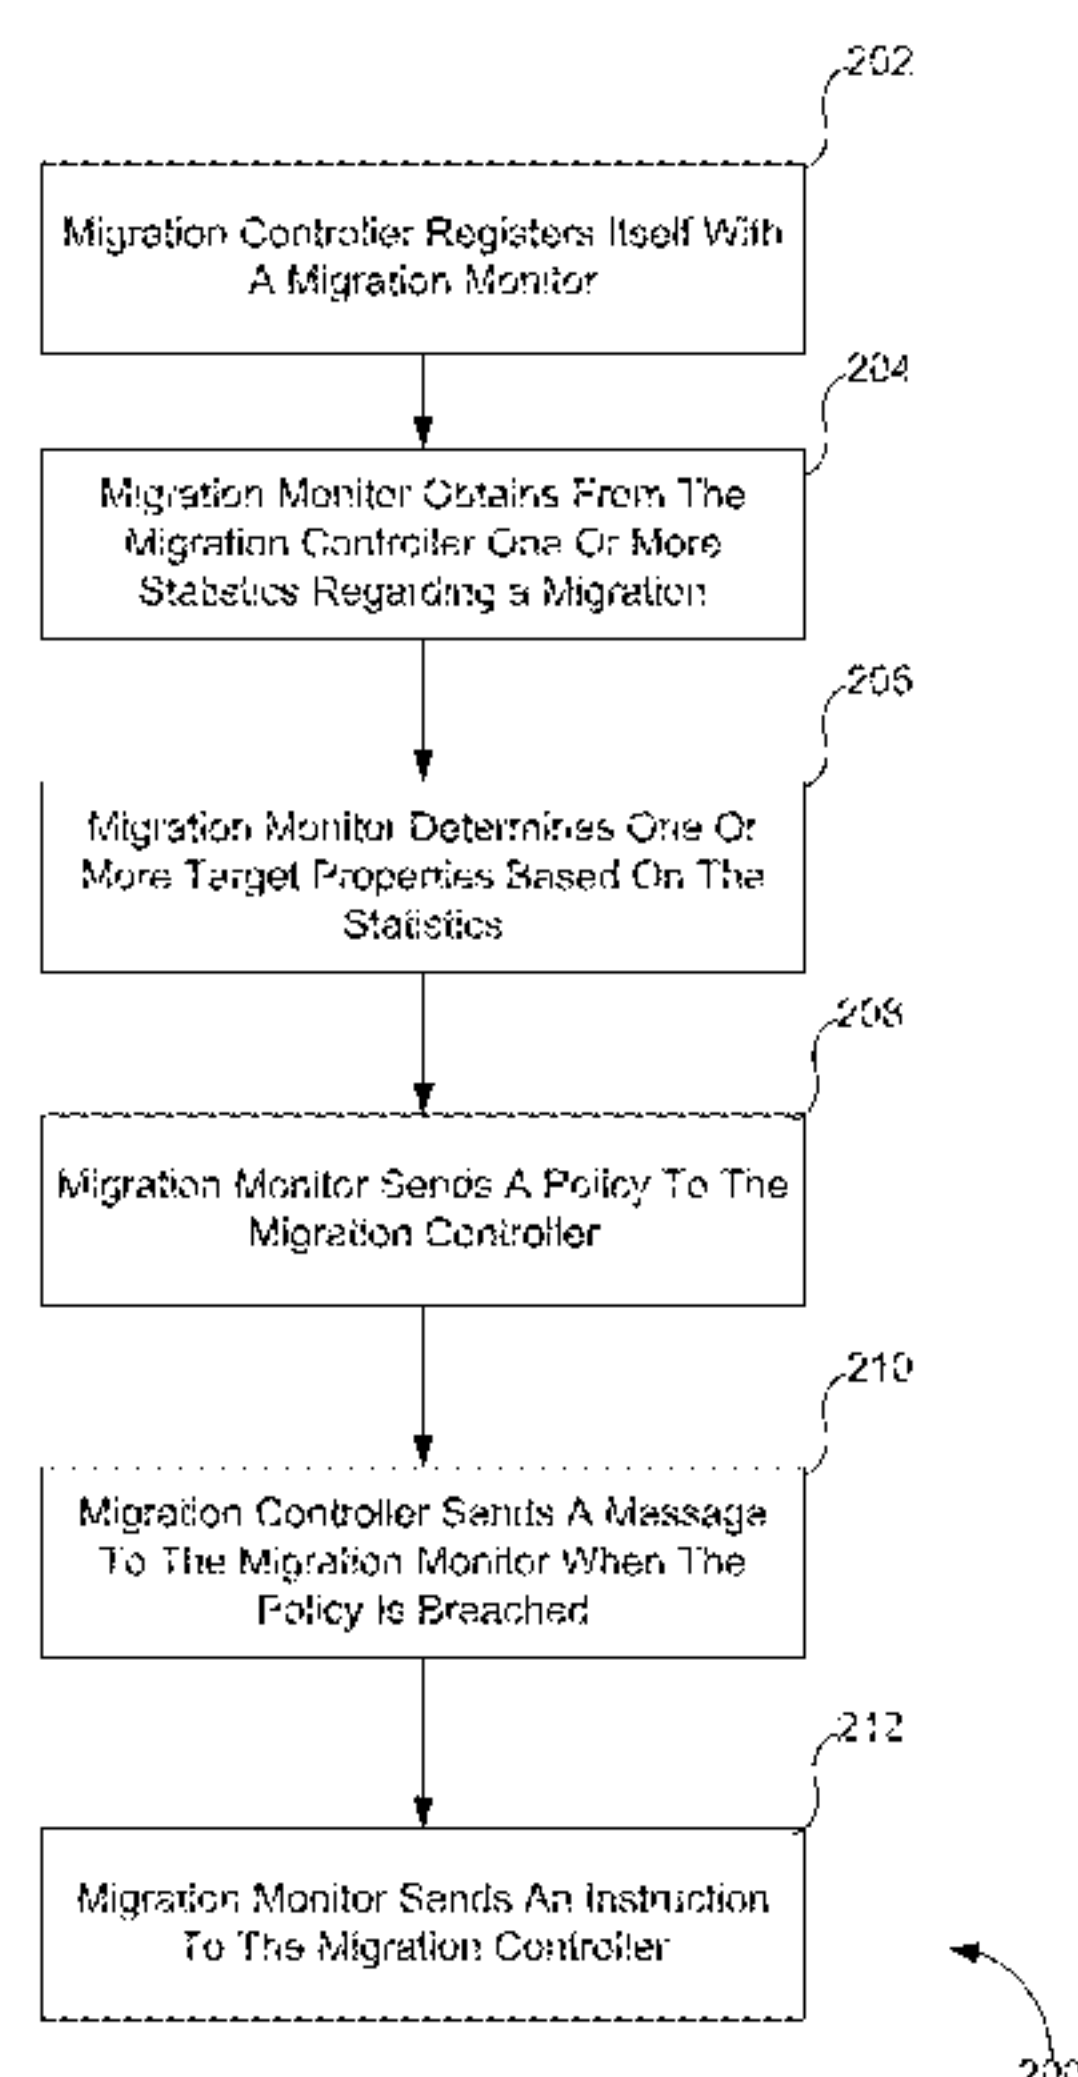 202
Migration Controller Registers Itself With
A Migration Monitor
204
Migration Monitor Obtains From The
Migration Controller One Or More
Statistics Regarding a Migration
206
Migration Monitor Determines One Or
More Target Properties Based On The
Statistics
208
Migration Monitor Sends A Policy To The
Migration Controller
210
Migration Controller Sends A Message
To The Migration Monitor When The
Policy Is Breached
212
Migration Monitor Sends An Instruction
To The Migration Controller
200